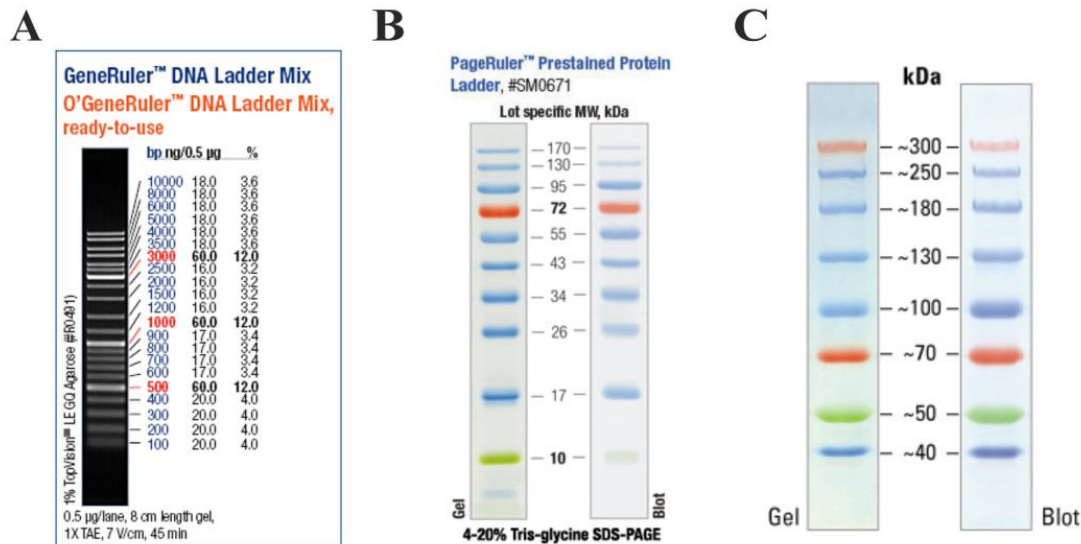 A
GeneRuler™ DNA Ladder Mix
O'GeneRuler™ DNA Ladder Mix,
ready-to-use
bp ng/0.5 µg %
10000 18.0 3.6
8000 18.0 3.6
6000 18.0 3.6
5000 18.0 3.6
4000 18.0 3.6
3500 18.0 3.6
3000 60.0 12.0
2500 16.0 3.2
2000 16.0 3.2
1500 16.0 3.2
1200 16.0 3.2
1000 60.0 12.0
900 17.0 3.4
800 17.0 3.4
700 17.0 3.4
600 17.0 3.4
500 60.0 12.0
400 20.0 4.0
300 20.0 4.0
200 20.0 4.0
100 20.0 4.0
1% TopVision™ LE GQ Agarose (#R0491)
0.5 µg/lane, 8 cm length gel,
1X TAE, 7 V/cm, 45 min
B
PageRuler™ Prestained Protein
Ladder, #SM0671
Lot specific MW, kDa
170
130
95
72
55
43
34
26
17
10
Gel
Blot
4-20% Tris-glycine SDS-PAGE
C
kDa
~300
~250
~180
~130
~100
~70
~50
~40
Gel
Blot